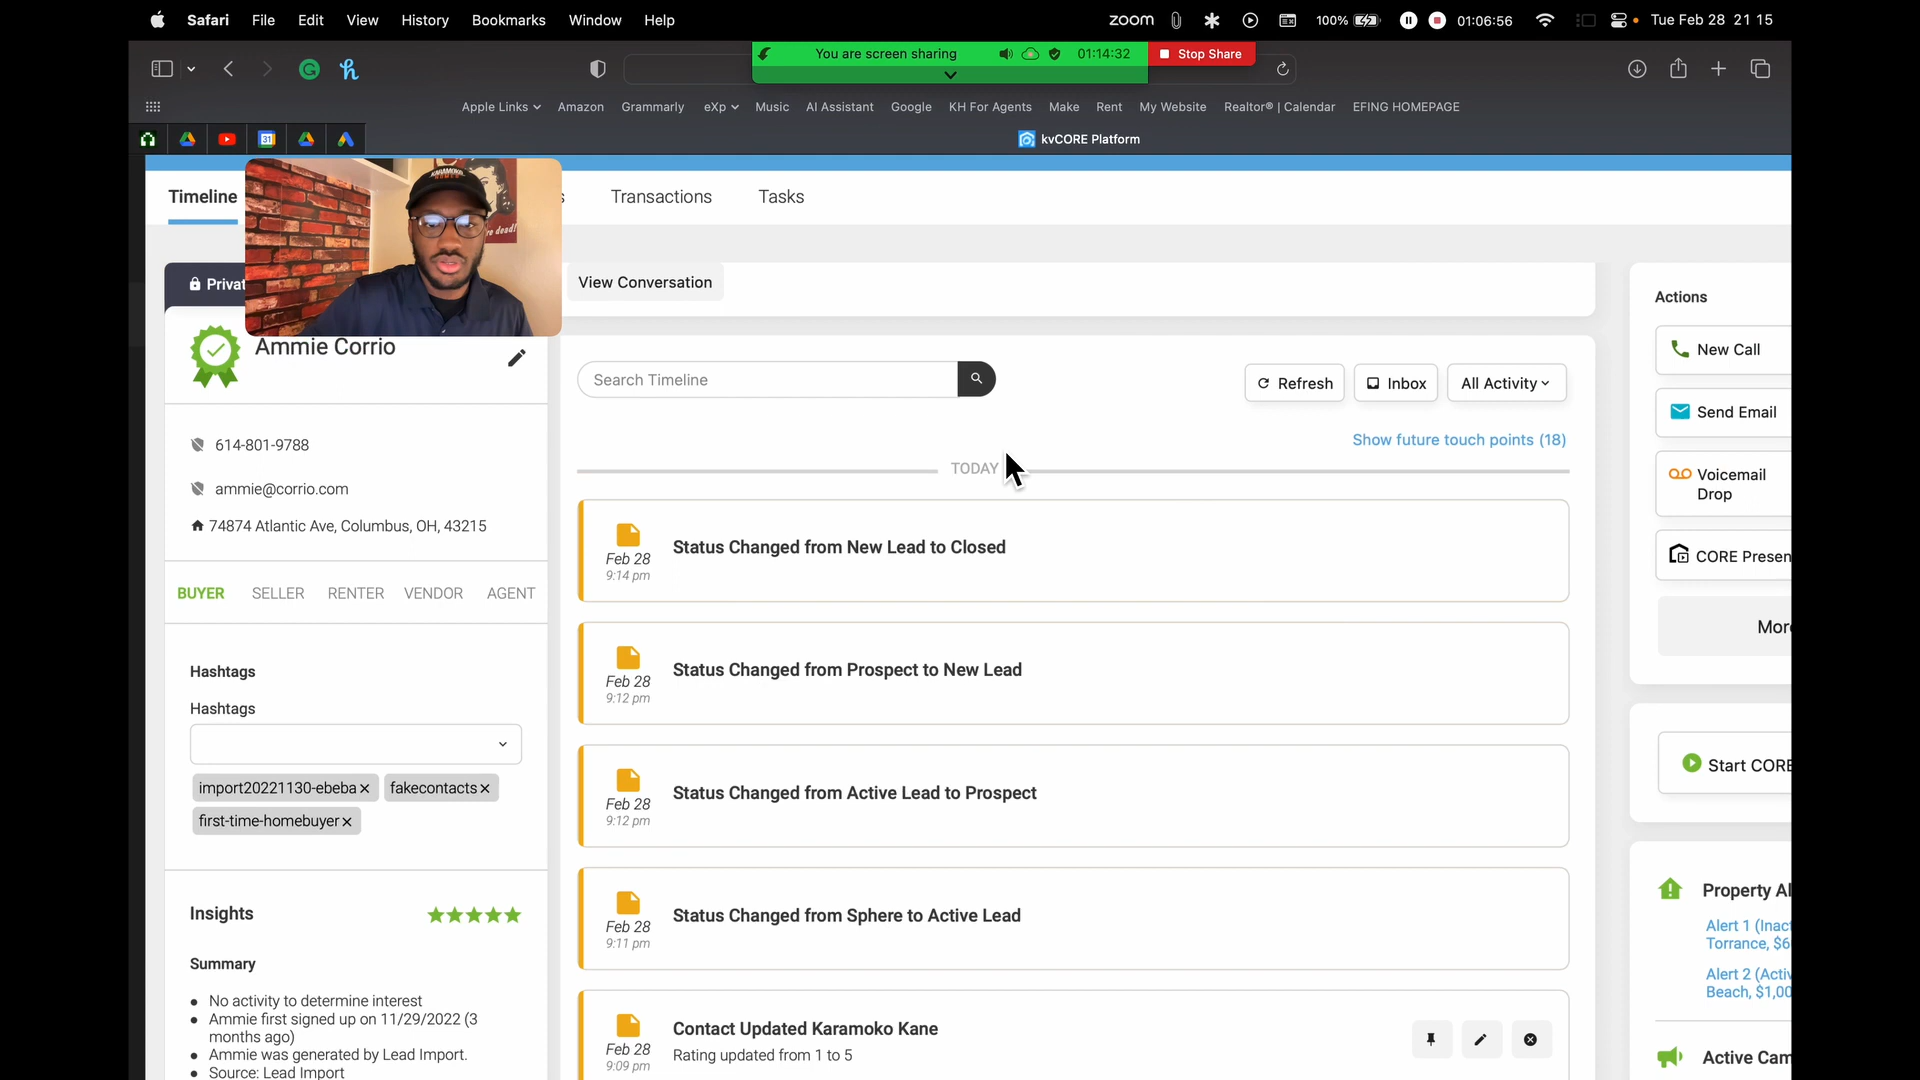 Safari File Edit View History Bookmarks Window Help zoom 100% 01:06:56 Tue Feb 28 21 15
You are screen sharing 01:14:32 Stop Share
Apple Links Amazon Grammarly eXp Music AI Assistant Google KH For Agents Make Rent My Website Realtor® | Calendar EFING HOMEPAGE
31 kvCORE Platform
Timeline s Transactions Tasks
KARAMOKO
re dead!
Privat
View Conversation
Ammie Corrio
614-801-9788
ammie@corrio.com
74874 Atlantic Ave, Columbus, OH, 43215
BUYER SELLER RENTER VENDOR AGENT
Hashtags
Hashtags
import20221130-ebeba
fakecontacts
first-time-homebuyer
Insights
Summary
No activity to determine interest
Ammie first signed up on 11/29/2022 (3
months ago)
Ammie was generated by Lead Import.
Source: Lead Import
Search Timeline
Refresh Inbox All Activity
Show future touch points (18)
TODAY
Feb 28
9:14 pm
Status Changed from New Lead to Closed
Feb 28
9:12 pm
Status Changed from Prospect to New Lead
Feb 28
9:12 pm
Status Changed from Active Lead to Prospect
Feb 28
9:11 pm
Status Changed from Sphere to Active Lead
Feb 28
9:09 pm
Contact Updated Karamoko Kane
Rating updated from 1 to 5
Actions
New Call
Send Email
Voicemail
Drop
CORE Presen
More
Start CORE
Property Al
Alert 1 (Inac
Torrance, $6
Alert 2 (Activ
Beach, $1,00
Active Cam